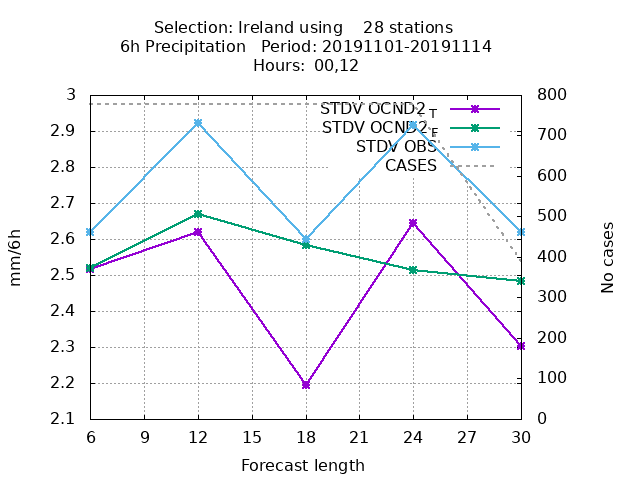 Selection: Ireland using 28 stations
6h Precipitation Period: 20191101-20191114
Hours: 00,12
3
2.9
2.8
2.7
2.6
2.5
2.4
2.3
2.2
2.1
mm/6h
STDV OCND2_T
STDV OCND2_F
STDV OBS
CASES
800
700
600
500
400
300
200
100
0
No cases
6 9 12 15 18 21 24 27 30
Forecast length